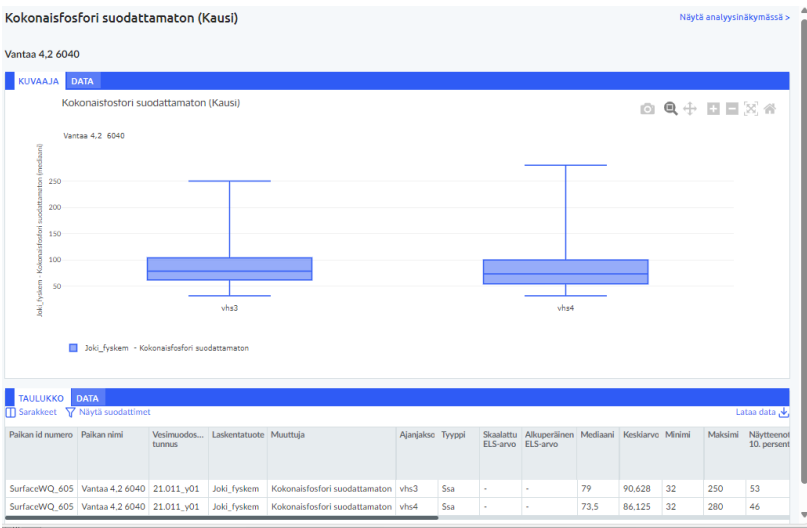 Kokonaisfosfori suodattamaton (Kausi)
Näytä analyysinäkymässä >
Vantaa 4,2 6040
KUVAAJA DATA
Kokonaisfosfori suodattamaton (Kausi)
Vantaa 4,2 6040
Joki_fyskem - Kokonaisfosfori suodattamaton (mediaani)
250
200
150
100
50
vhs3 vhs4
Joki_fyskem - Kokonaisfosfori suodattamaton
TAULUKKO DATA
Sarakkeet Näytä suodattimet Lataa data
Paikan id numero Paikan nimi Vesimuodos... Laskentatuote Muuttuja Ajanjakso Tyyppi Skaalattu Alkuperäinen Mediaani Keskiarvo Minimi Maksimi Näytteenot
tunnus ELS-arvo ELS-arvo 10. persent
SurfaceWQ_605 Vantaa 4,2 6040 21.011_y01 Joki_fyskem Kokonaisfosfori suodattamaton vhs3 Ssa - - 79 90,628 32 250 53
SurfaceWQ_605 Vantaa 4,2 6040 21.011_y01 Joki_fyskem Kokonaisfosfori suodattamaton vhs4 Ssa - - 73,5 86,125 32 280 46